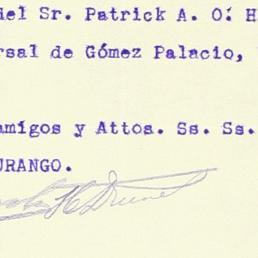 del Sr. Patrick A. O: H
rsal de Gómez Palacio,
amigos y Attos. Ss. Ss.
URANGO.